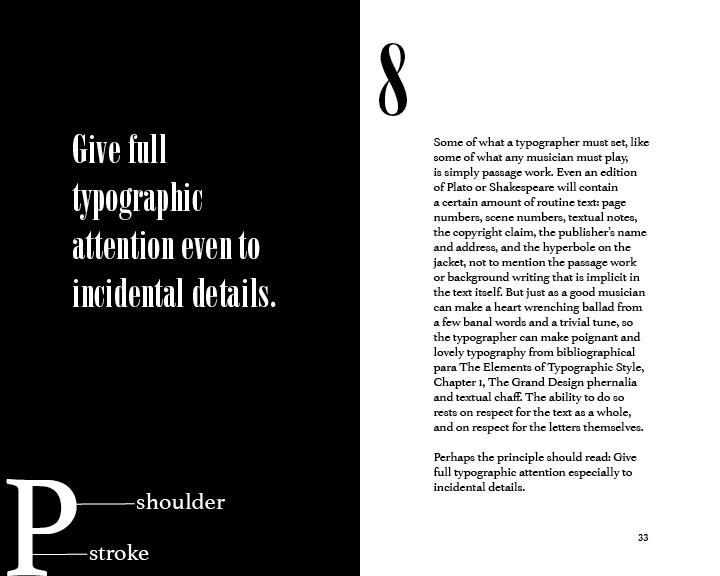 Give full
typographic
attention even to
incidental details.
P
shoulder
stroke
8
Some of what a typographer must set, like
some of what any musician must play,
is simply passage work. Even an edition
of Plato or Shakespeare will contain
a certain amount of routine text: page
numbers, scene numbers, textual notes,
the copyright claim, the publisher's name
and address, and the hyperbole on the
jacket, not to mention the passage work
or background writing that is implicit in
the text itself. But just as a good musician
can make a heart wrenching ballad from
a few banal words and a trivial tune, so
the typographer can make poignant and
lovely typography from bibliographical
para The Elements of Typographic Style,
Chapter 1, The Grand Design phernalia
and textual chaff. The ability to do so
rests on respect for the text as a whole,
and on respect for the letters themselves.
Perhaps the principle should read: Give
full typographic attention especially to
incidental details.
33